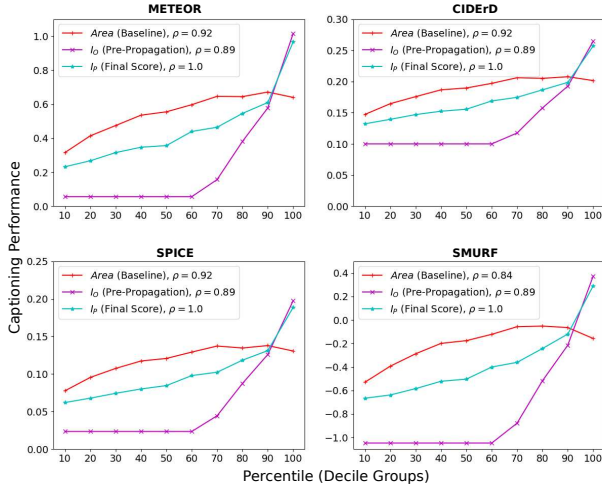 METEOR
Area (Baseline), ρ = 0.92
I_O (Pre-Propagation), ρ = 0.89
I_P (Final Score), ρ = 1.0
1.0
0.8
0.6
0.4
0.2
0.0
10 20 30 40 50 60 70 80 90 100
CIDErD
Area (Baseline), ρ = 0.92
I_O (Pre-Propagation), ρ = 0.89
I_P (Final Score), ρ = 1.0
0.30
0.25
0.20
0.15
0.10
0.05
0.00
10 20 30 40 50 60 70 80 90 100
SPICE
Area (Baseline), ρ = 0.92
I_O (Pre-Propagation), ρ = 0.89
I_P (Final Score), ρ = 1.0
0.25
0.20
0.15
0.10
0.05
0.00
10 20 30 40 50 60 70 80 90 100
SMURF
Area (Baseline), ρ = 0.84
I_O (Pre-Propagation), ρ = 0.89
I_P (Final Score), ρ = 1.0
0.4
0.2
−0.0
−0.2
−0.4
−0.6
−0.8
−1.0
10 20 30 40 50 60 70 80 90 100
Captioning Performance
Percentile (Decile Groups)